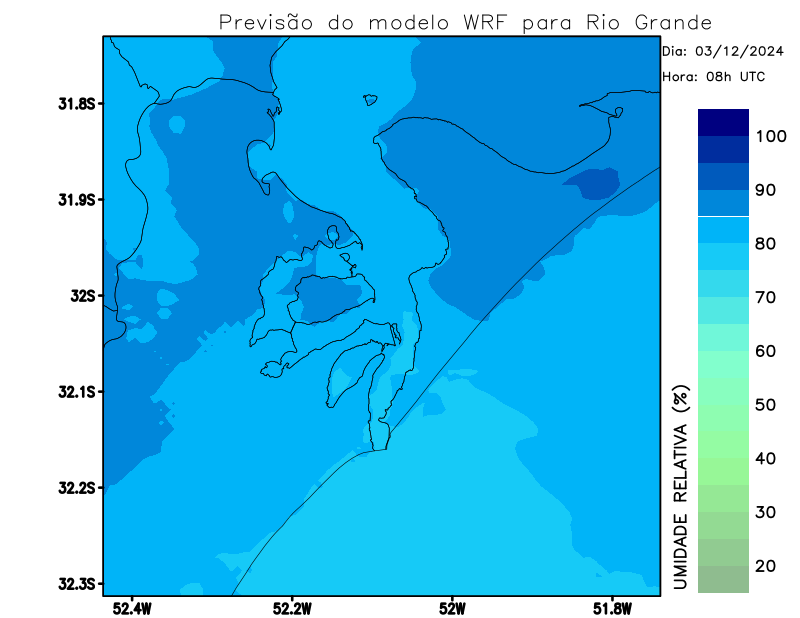 Previsão do modelo WRF para Rio Grande
Dia: 03/12/2024
Hora: 08h UTC
31.8S
31.9S
32S
32.1S
32.2S
32.3S
52.4W
52.2W
52W
51.8W
100
90
80
70
60
50
40
30
20
UMIDADE RELATIVA (%)